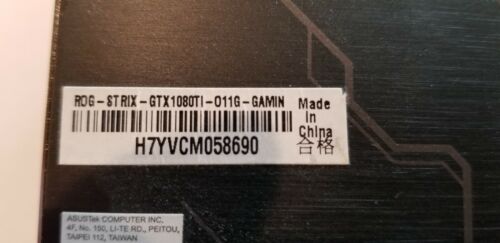 ROG-STRIX-GTX1080TI-O11G-GAMIN
Made
in
China
合格
H7YVCM058690
ASUSTek COMPUTER INC.
4F, No. 150, LI-TE RD., PEITOU,
TAIPEI 112, TAIWAN